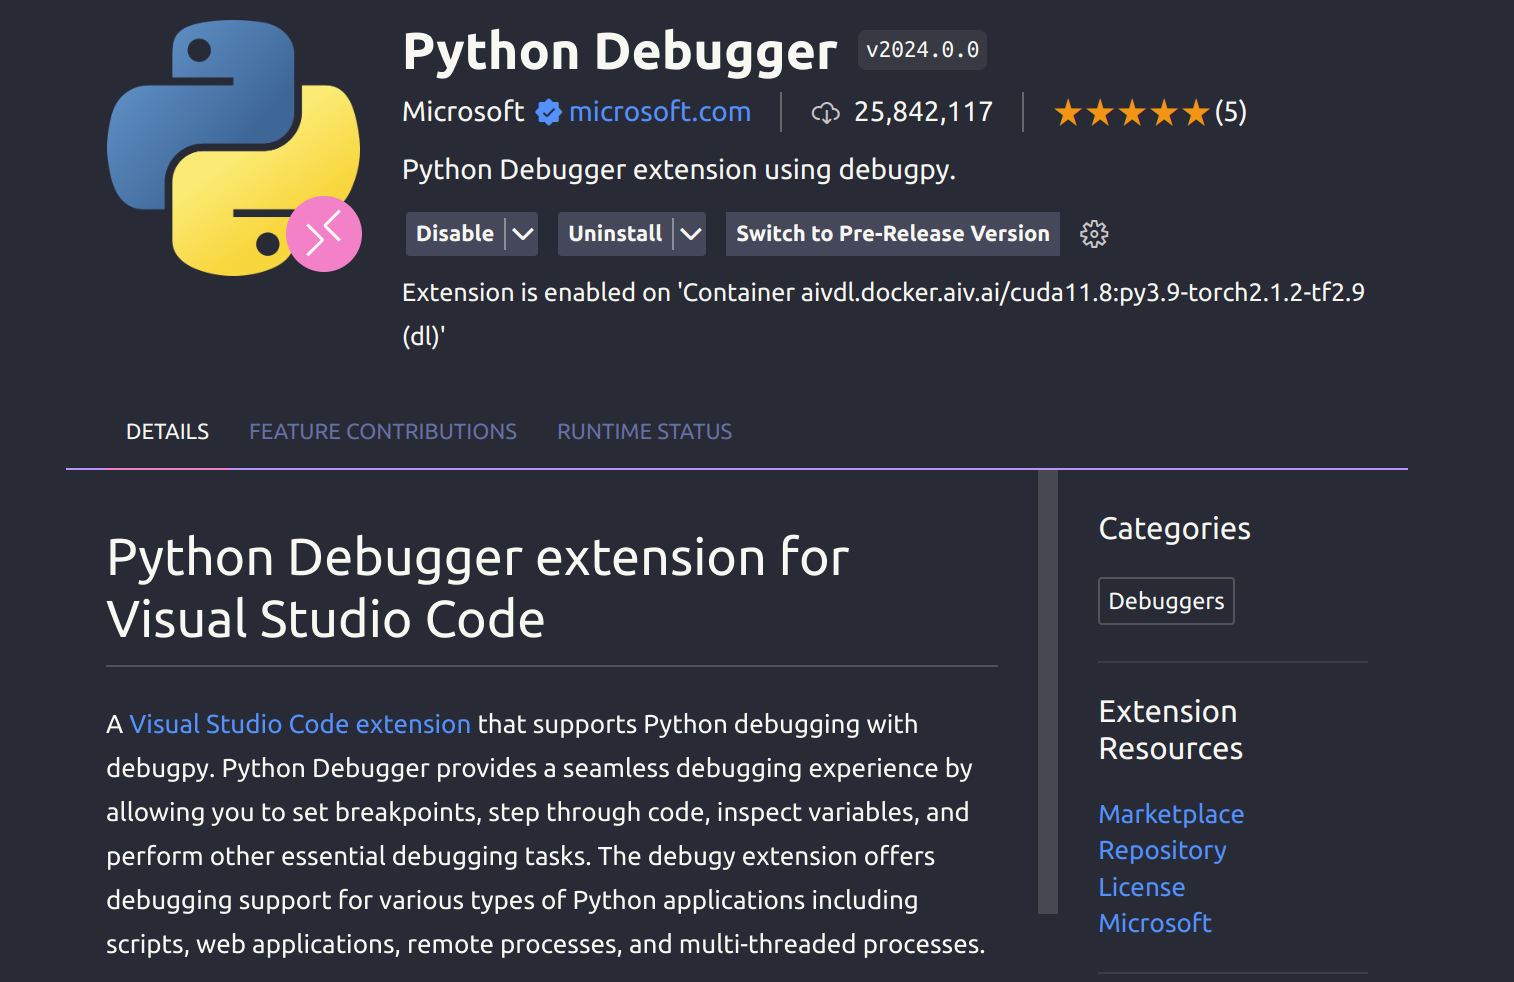 Python Debugger v2024.0.0
Microsoft microsoft.com 25,842,117 (5)
Python Debugger extension using debugpy.
Disable Uninstall Switch to Pre-Release Version
Extension is enabled on 'Container aivdl.docker.aiv.ai/cuda11.8:py3.9-torch2.1.2-tf2.9
(dl)'
DETAILS FEATURE CONTRIBUTIONS RUNTIME STATUS
Python Debugger extension for
Visual Studio Code
A Visual Studio Code extension that supports Python debugging with
debugpy. Python Debugger provides a seamless debugging experience by
allowing you to set breakpoints, step through code, inspect variables, and
perform other essential debugging tasks. The debugy extension offers
debugging support for various types of Python applications including
scripts, web applications, remote processes, and multi-threaded processes.
Categories
Debuggers
Extension
Resources
Marketplace
Repository
License
Microsoft